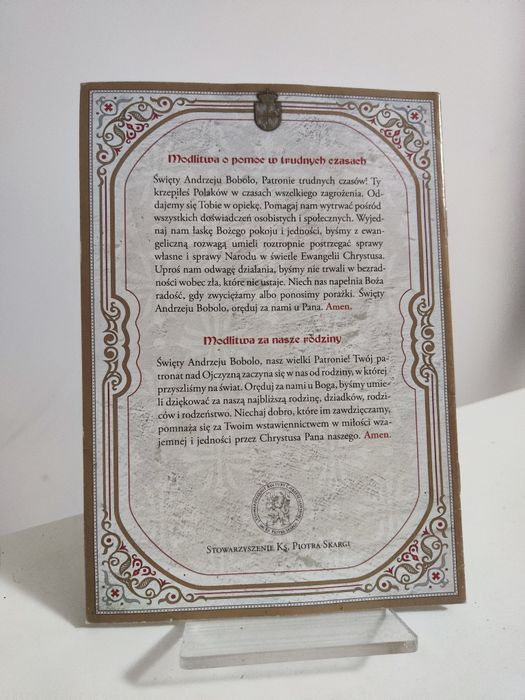 Modlitwa o pomoc w trudnych czasach
Święty Andrzeju Bobolo, Patronie trudnych czasów! Ty
krzepiłeś Polaków w czasach wszelkiego zagrożenia. Od-
dajemy się Tobie w opiekę. Pomagaj nam wytrwać pośród
wszystkich doświadczeń osobistych i społecznych. Wyjed-
naj nam łaskę Bożego pokoju i jedności, byśmy z ewan-
geliczną rozwagą umieli roztropnie postrzegać sprawy
własne i sprawy Narodu w świetle Ewangelii Chrystusa.
Uproś nam odwagę działania, byśmy nie trwali w bezrad-
ności wobec zła, które nie ustaje. Niech nas napełnia Boża
radość, gdy zwyciężamy albo ponosimy porażki. Święty
Andrzeju Bobolo, oręduj za nami u Pana. Amen.
Modlitwa za nasze rodziny
Święty Andrzeju Bobolo, nasz wielki Patronie! Twój pa-
tronat nad Ojczyzną zaczyna się w nas od rodziny, w której
przyszliśmy na świat. Oręduj za nami u Boga, byśmy umie-
li dziękować za naszą najbliższą rodzinę, dziadków, rodzi-
ców i rodzeństwo. Niechaj dobro, które im zawdzięczamy,
pomnaża się za Twoim wstawiennictwem w miłości wza-
jemnej i jedności przez Chrystusa Pana naszego. Amen.
Stowarzyszenie Ks. Piotra Skargi